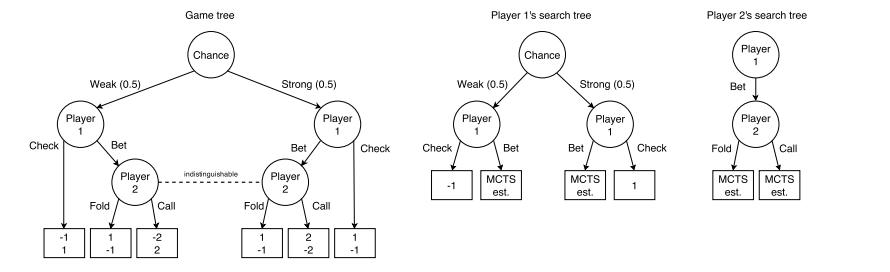 Game tree
Player 1's search tree
Player 2's search tree
Chance
Chance
Player
1
Weak (0.5)
Strong (0.5)
Weak (0.5)
Strong (0.5)
Bet
Player
1
Player
1
Player
1
Player
1
Player
2
Check
Bet
Bet
Check
Check
Bet
Bet
Check
Fold
Call
Player
2
indistinguishable
Player
2
-1
MCTS
est.
MCTS
est.
1
MCTS
est.
MCTS
est.
Fold
Call
Fold
Call
-1
1
1
-1
-2
2
1
-1
2
-2
1
-1